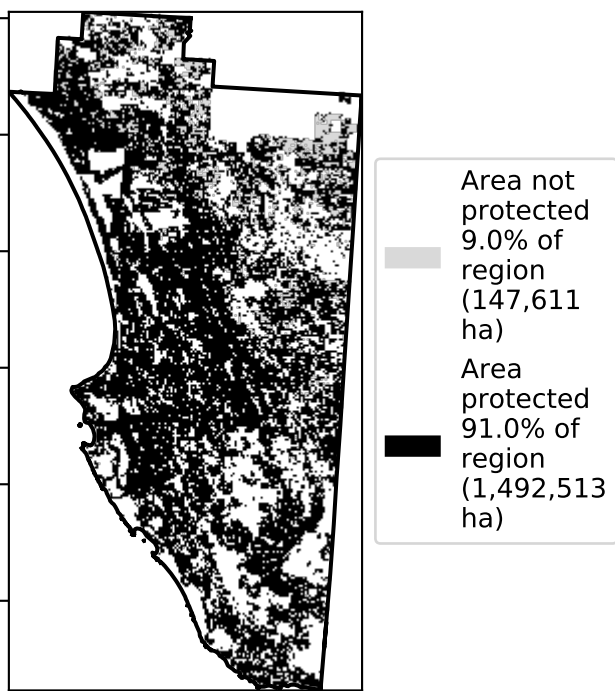 Area not
protected
9.0% of
region
(147,611
ha)
Area
protected
91.0% of
region
(1,492,513
ha)